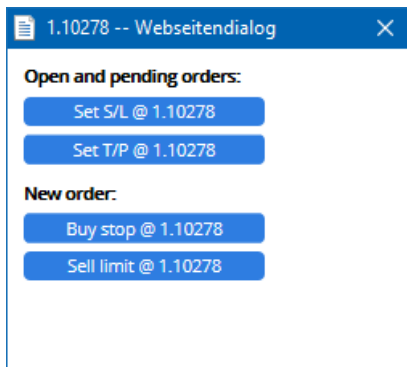 1.10278 -- Webseitendialog
Open and pending orders:
Set S/L @ 1.10278
Set T/P @ 1.10278
New order:
Buy stop @ 1.10278
Sell limit @ 1.10278